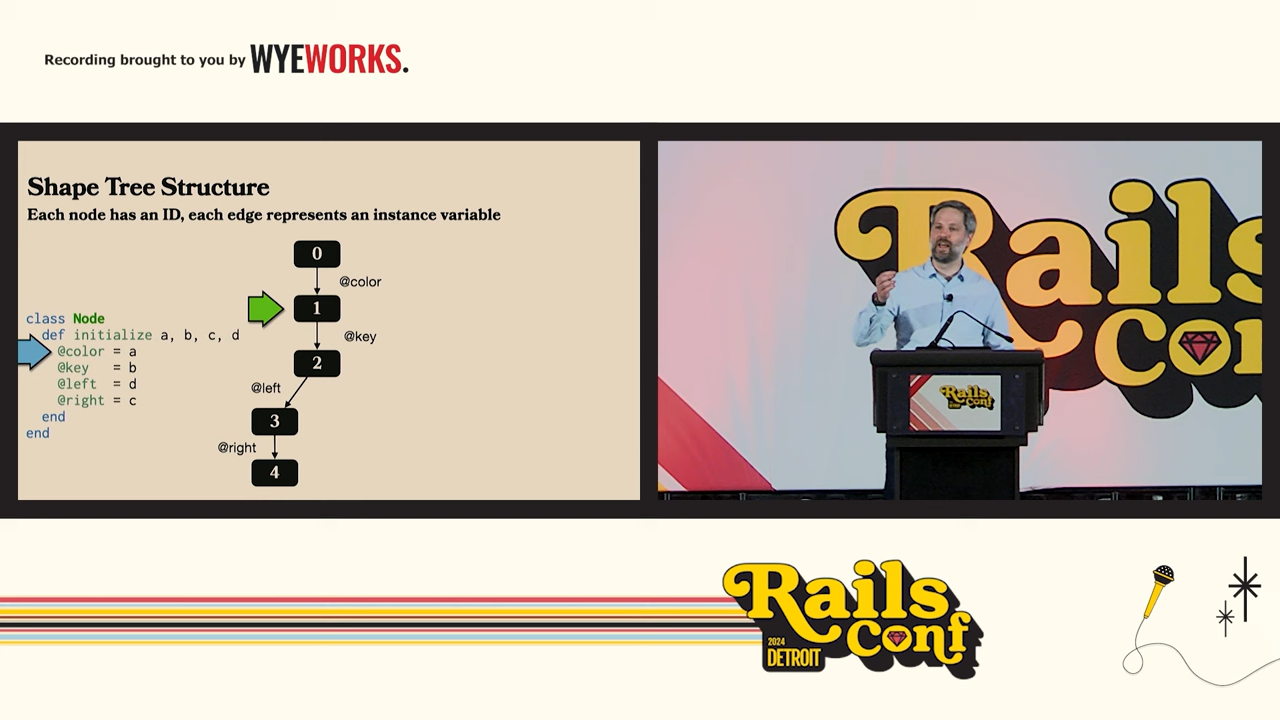 Recording brought to you by WYEWORKS.
Shape Tree Structure
Each node has an ID, each edge represents an instance variable
0
@color
1
@key
2
@left
3
@right
4
class Node
def initialize a, b, c, d
@color = a
@key = b
@left = d
@right = c
end
end
Rails
Con
Rails
Conf
Rails
Conf
2024
DETROIT